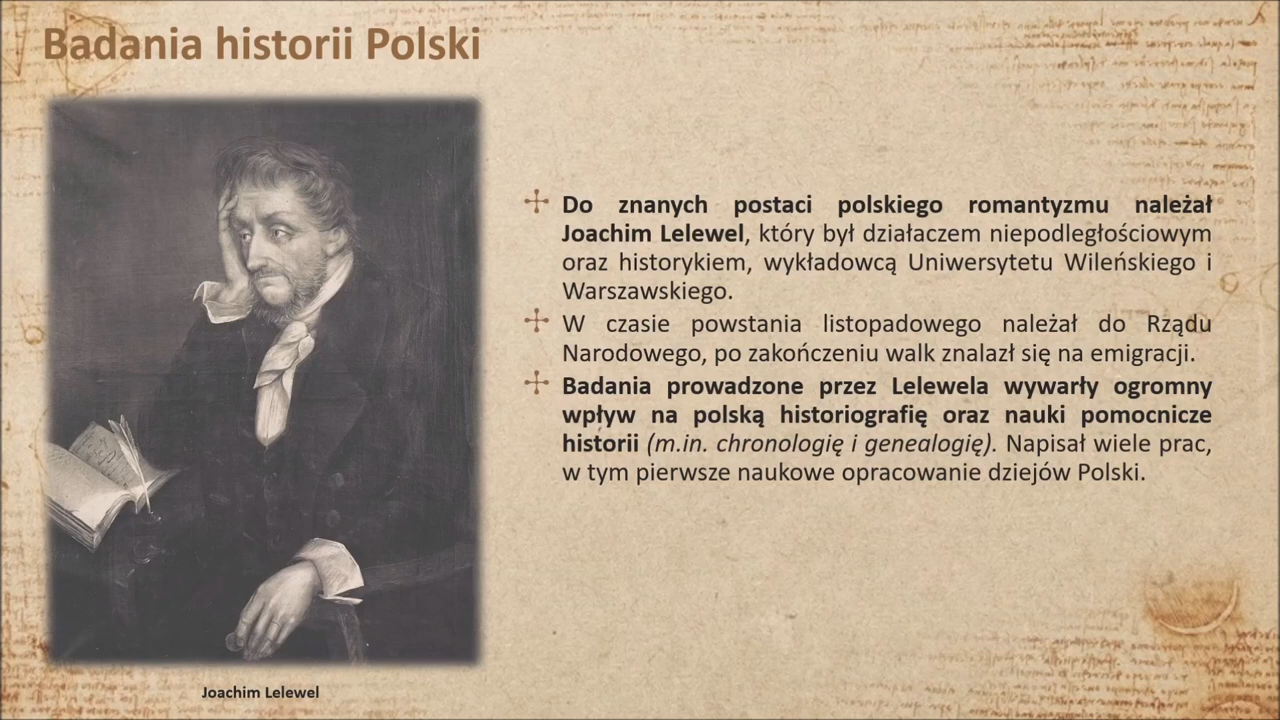 Badania historii Polski
Do znanych postaci polskiego romantyzmu należał
Joachim Lelewel, który był działaczem niepodległościowym
oraz historykiem, wykładowcą Uniwersytetu Wileńskiego i
Warszawskiego.
W czasie powstania listopadowego należał do Rządu
Narodowego, po zakończeniu walk znalazł się na emigracji.
Badania prowadzone przez Lelewela wywarły ogromny
wpływ na polską historiografię oraz nauki pomocnicze
historii (m.in. chronologię i genealogię). Napisał wiele prac,
w tym pierwsze naukowe opracowanie dziejów Polski.
Joachim Lelewel